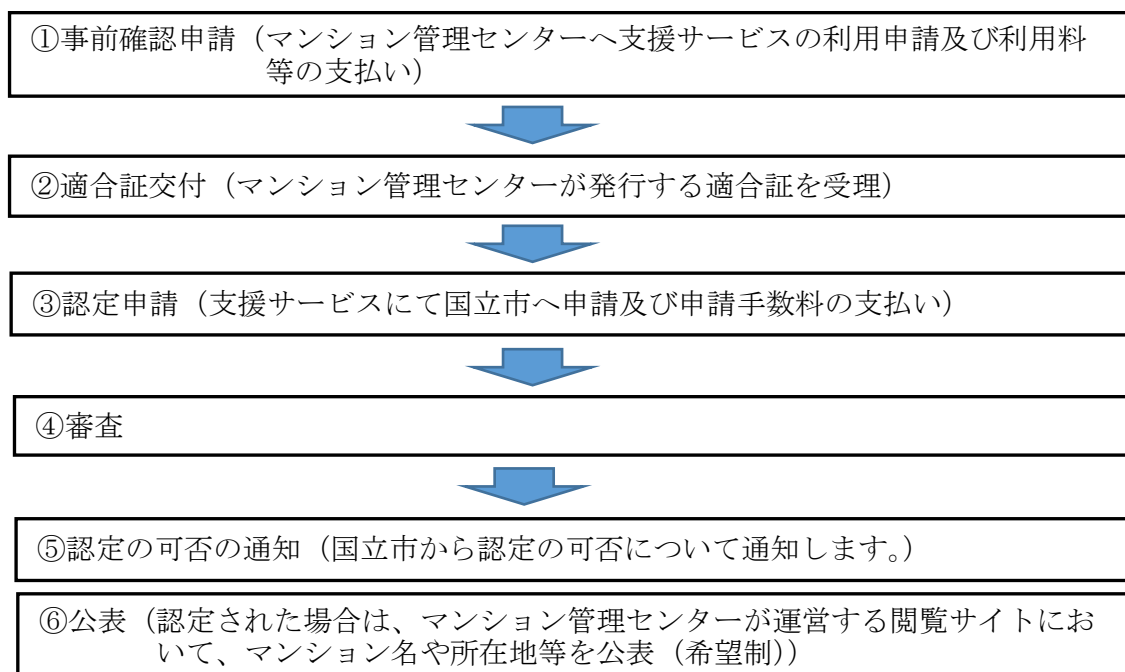 ①事前確認申請（マンション管理センターへ支援サービスの利用申請及び利用料
等の支払い）
②適合証交付（マンション管理センターが発行する適合証を受理）
③認定申請（支援サービスにて国立市へ申請及び申請手数料の支払い）
④審査
⑤認定の可否の通知（国立市から認定の可否について通知します。）
⑥公表（認定された場合は、マンション管理センターが運営する閲覧サイトにお
いて、マンション名や所在地等を公表（希望制））